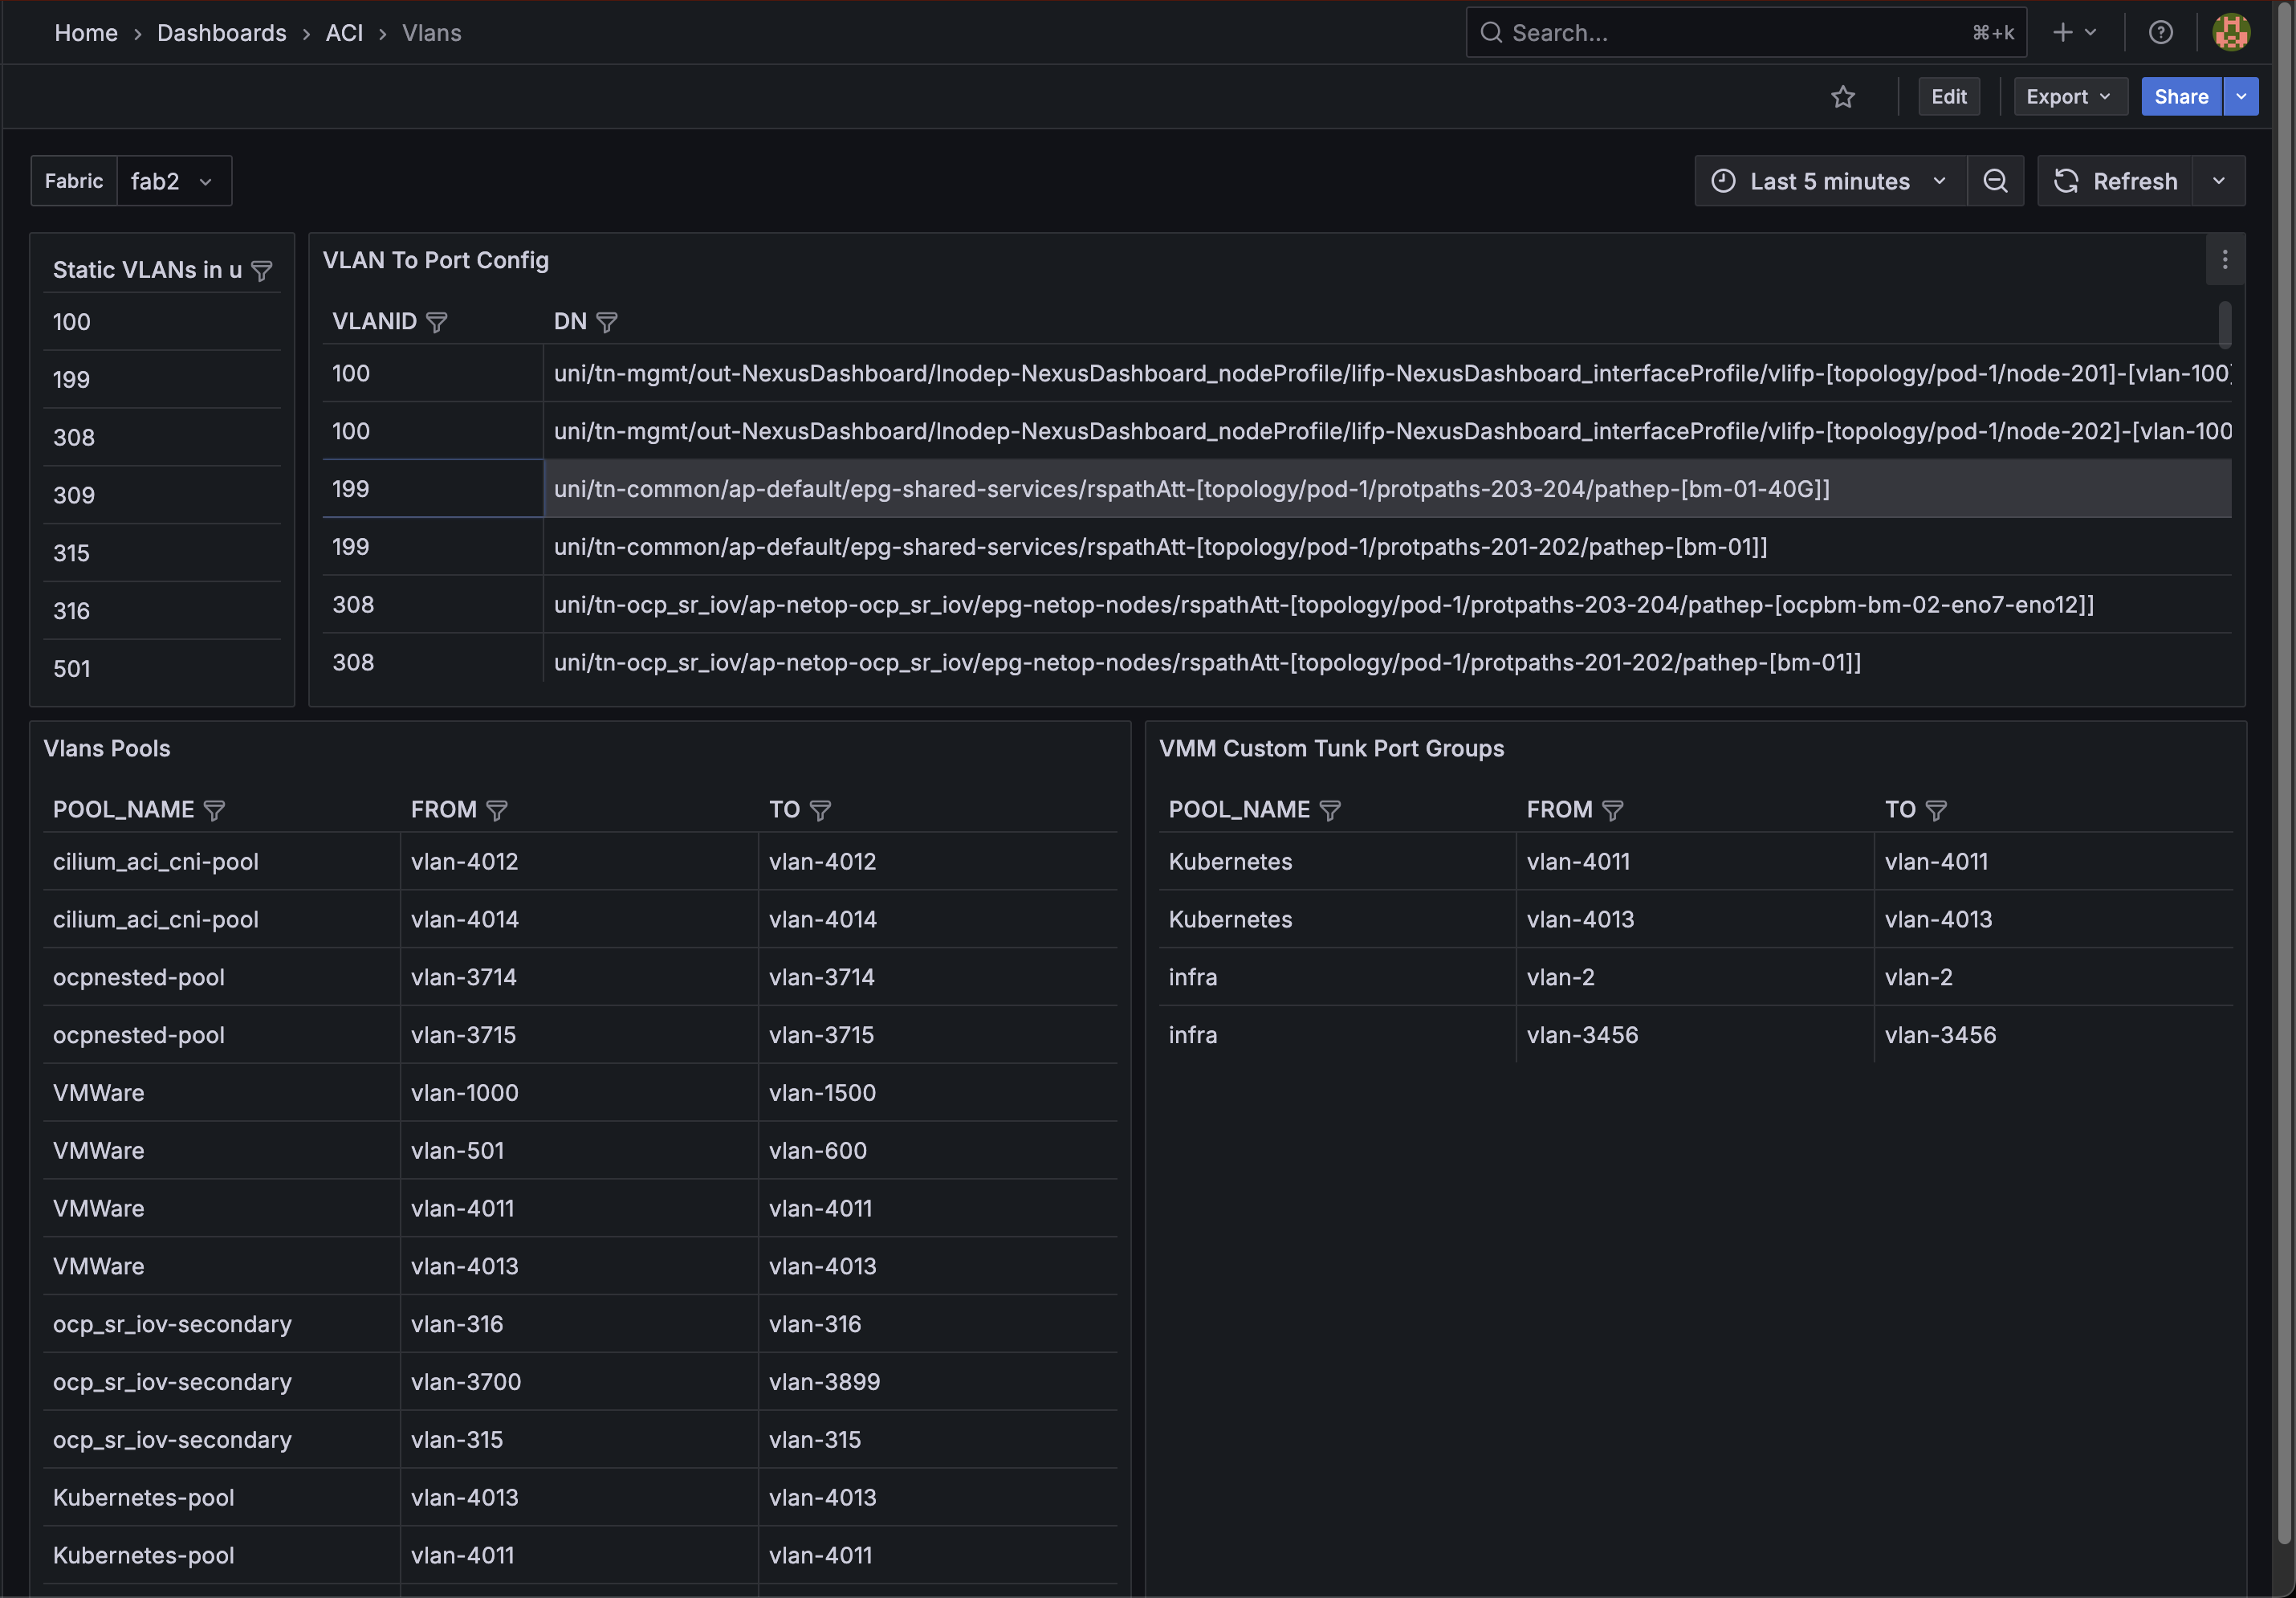 Home › Dashboards › ACI › Vlans
Search... ⌘+k
Edit Export Share
Fabric fab2
Last 5 minutes Refresh
Static VLANs in u
100
199
308
309
315
316
501
VLAN To Port Config
VLANID DN
100 uni/tn-mgmt/out-NexusDashboard/lnodep-NexusDashboard_nodeProfile/lifp-NexusDashboard_interfaceProfile/vlifp-[topology/pod-1/node-201]-[vlan-100]
100 uni/tn-mgmt/out-NexusDashboard/lnodep-NexusDashboard_nodeProfile/lifp-NexusDashboard_interfaceProfile/vlifp-[topology/pod-1/node-202]-[vlan-100
199 uni/tn-common/ap-default/epg-shared-services/rspathAtt-[topology/pod-1/protpaths-203-204/pathep-[bm-01-40G]]
199 uni/tn-common/ap-default/epg-shared-services/rspathAtt-[topology/pod-1/protpaths-201-202/pathep-[bm-01]]
308 uni/tn-ocp_sr_iov/ap-netop-ocp_sr_iov/epg-netop-nodes/rspathAtt-[topology/pod-1/protpaths-203-204/pathep-[ocpbm-bm-02-eno7-eno12]]
308 uni/tn-ocp_sr_iov/ap-netop-ocp_sr_iov/epg-netop-nodes/rspathAtt-[topology/pod-1/protpaths-201-202/pathep-[bm-01]]
Vlans Pools
POOL_NAME FROM TO
cilium_aci_cni-pool vlan-4012 vlan-4012
cilium_aci_cni-pool vlan-4014 vlan-4014
ocpnested-pool vlan-3714 vlan-3714
ocpnested-pool vlan-3715 vlan-3715
VMWare vlan-1000 vlan-1500
VMWare vlan-501 vlan-600
VMWare vlan-4011 vlan-4011
VMWare vlan-4013 vlan-4013
ocp_sr_iov-secondary vlan-316 vlan-316
ocp_sr_iov-secondary vlan-3700 vlan-3899
ocp_sr_iov-secondary vlan-315 vlan-315
Kubernetes-pool vlan-4013 vlan-4013
Kubernetes-pool vlan-4011 vlan-4011
VMM Custom Tunk Port Groups
POOL_NAME FROM TO
Kubernetes vlan-4011 vlan-4011
Kubernetes vlan-4013 vlan-4013
infra vlan-2 vlan-2
infra vlan-3456 vlan-3456